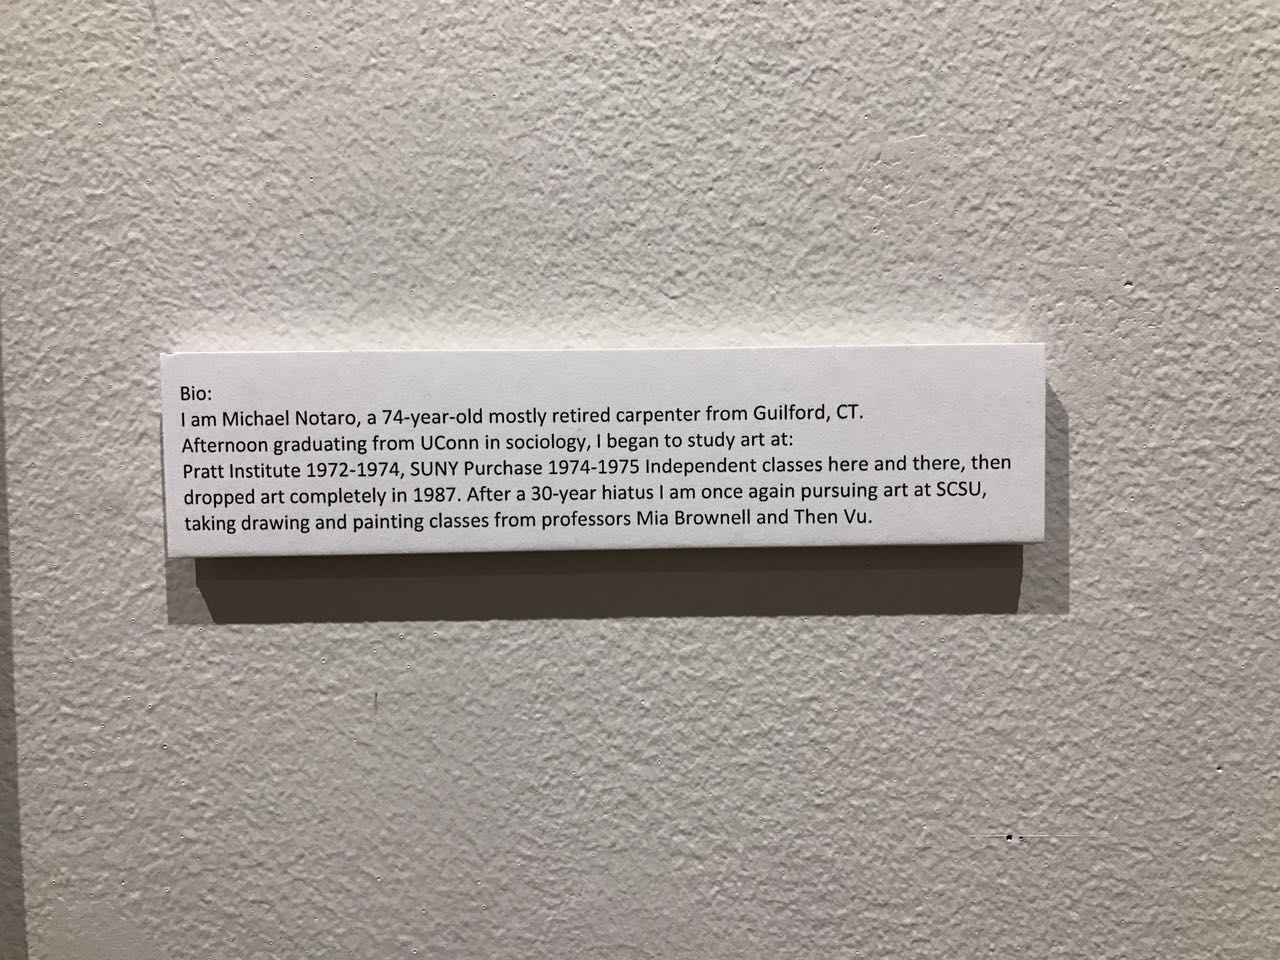 Bio:
I am Michael Notaro, a 74-year-old mostly retired carpenter from Guilford, CT.
Afternoon graduating from UConn in sociology, I began to study art at:
Pratt Institute 1972-1974, SUNY Purchase 1974-1975 Independent classes here and there, then
dropped art completely in 1987. After a 30-year hiatus I am once again pursuing art at SCSU,
taking drawing and painting classes from professors Mia Brownell and Then Vu.